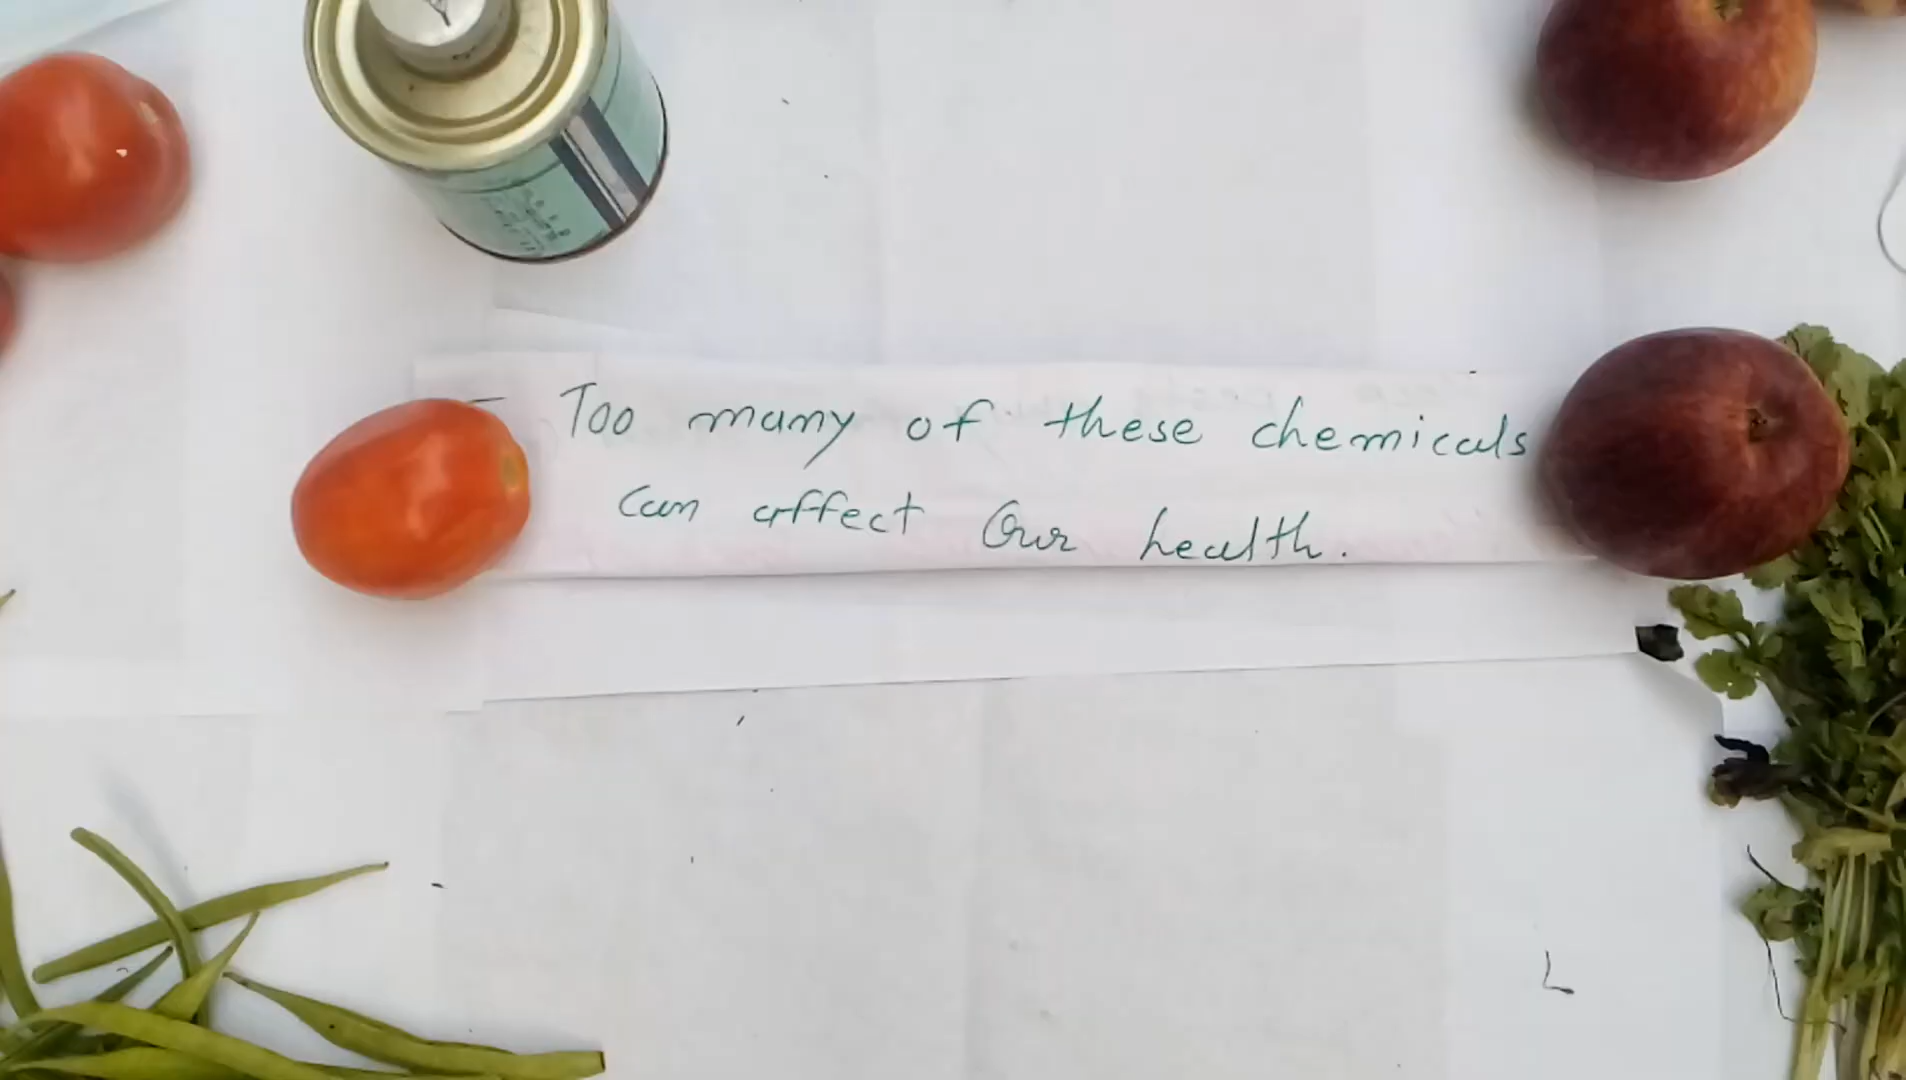 - Too many of these chemicals
can affect Our health.